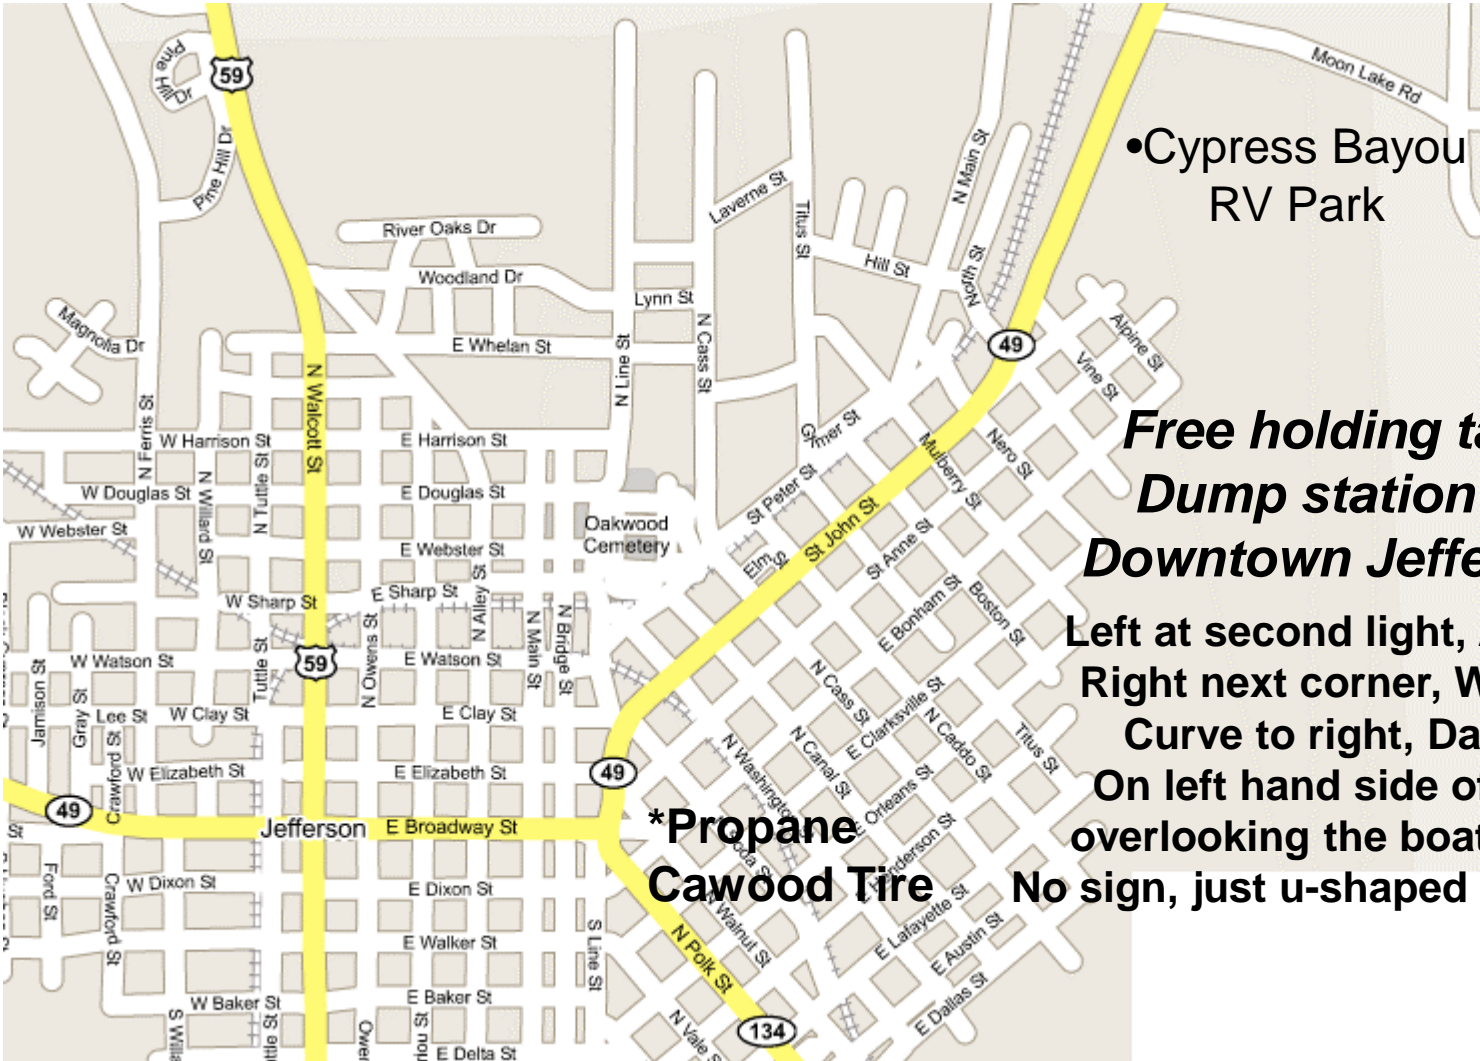 Pine Hill Dr
59
Pine Hill Dr
Moon Lake Rd
•Cypress Bayou
RV Park
N Main St
Laverne St
Titus St
River Oaks Dr
Hill St
North St
Woodland Dr
Lynn St
Magnolia Dr
E Whelan St
N Line St
N Cass St
49
Alpine St
Vine St
N Walcott St
N Ferris St
W Harrison St
E Harrison St
Gilmer St
Mulberry St
Nero St
Free holding ta
Dump station
Downtown Jeffe
W Douglas St
N Willard St
N Tuttle St
E Douglas St
St Peter St
W Webster St
Oakwood
Cemetery
E Webster St
Elm St
St John St
St Anne St
W Sharp St
E Sharp St
N Alley St
E Bonham St
Boston St
N Owens St
N Main St
N Bridge St
Left at second light,
Right next corner, W
Curve to right, Da
On left hand side of
overlooking the boat
No sign, just u-shaped
W Watson St
Tuttle St
59
E Watson St
Jamison St
Gray St
Lee St
W Clay St
E Clay St
N Cass St
E Clarksville St
N Caddo St
Titus St
Crawford St
W Elizabeth St
E Elizabeth St
49
N Washington St
N Canal St
E Orleans St
49
St
Jefferson
E Broadway St
*Propane
Cawood Tire
Soda St
E Henderson St
Ford St
Crawford St
W Dixon St
E Dixon St
N Walnut St
E Lafayette St
E Austin St
E Walker St
S Line St
N Polk St
W Baker St
E Baker St
E Dallas St
S Willa
ttle St
Ower
E Delta St
N Vale S
134